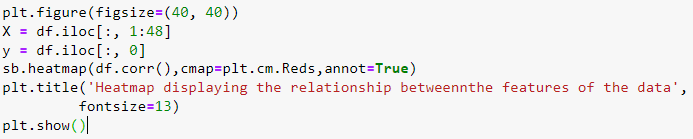 plt.figure(figsize=(40, 40))
X = df.iloc[:, 1:48]
y = df.iloc[:, 0]
sb.heatmap(df.corr(),cmap=plt.cm.Reds,annot=True)
plt.title('Heatmap displaying the relationship betweennthe features of the data',
fontsize=13)
plt.show()